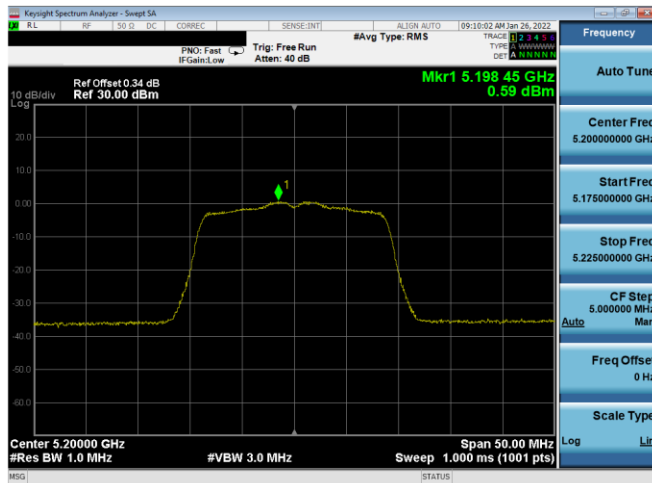 Keysight Spectrum Analyzer - Swept SA
RL RF 50 Ω DC CORREC SENSE:INT ALIGN AUTO 09:10:02 AM Jan 26, 2022
#Avg Type: RMS
TRACE 1 2 3 4 5 6
PNO: Fast Trig: Free Run TYPE A WWWWW
IFGain:Low Atten: 40 dB DET A N N N N N
Mkr1 5.198 45 GHz
0.59 dBm
Ref Offset 0.34 dB
10 dB/div Ref 30.00 dBm
Log
20.0
10.0
0.00
-10.0
-20.0
-30.0
-40.0
-50.0
-60.0
1
Center 5.20000 GHz Span 50.00 MHz
#Res BW 1.0 MHz #VBW 3.0 MHz Sweep 1.000 ms (1001 pts)
MSG STATUS
Frequency
Auto Tune
Center Freq
5.200000000 GHz
Start Freq
5.175000000 GHz
Stop Freq
5.225000000 GHz
CF Step
5.000000 MHz
Auto Man
Freq Offset
0 Hz
Scale Type
Log Lin